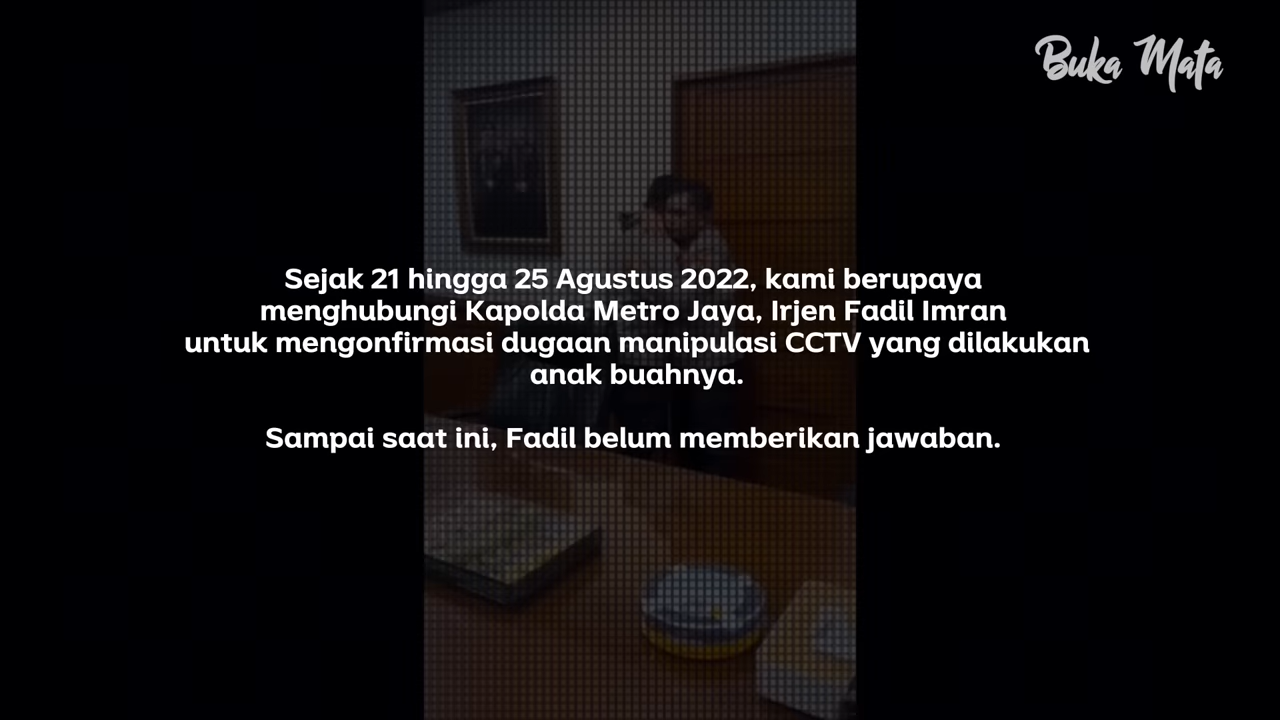 Buka Mata
Sejak 21 hingga 25 Agustus 2022, kami berupaya
menghubungi Kapolda Metro Jaya, Irjen Fadil Imran
untuk mengonfirmasi dugaan manipulasi CCTV yang dilakukan
anak buahnya.
Sampai saat ini, Fadil belum memberikan jawaban.